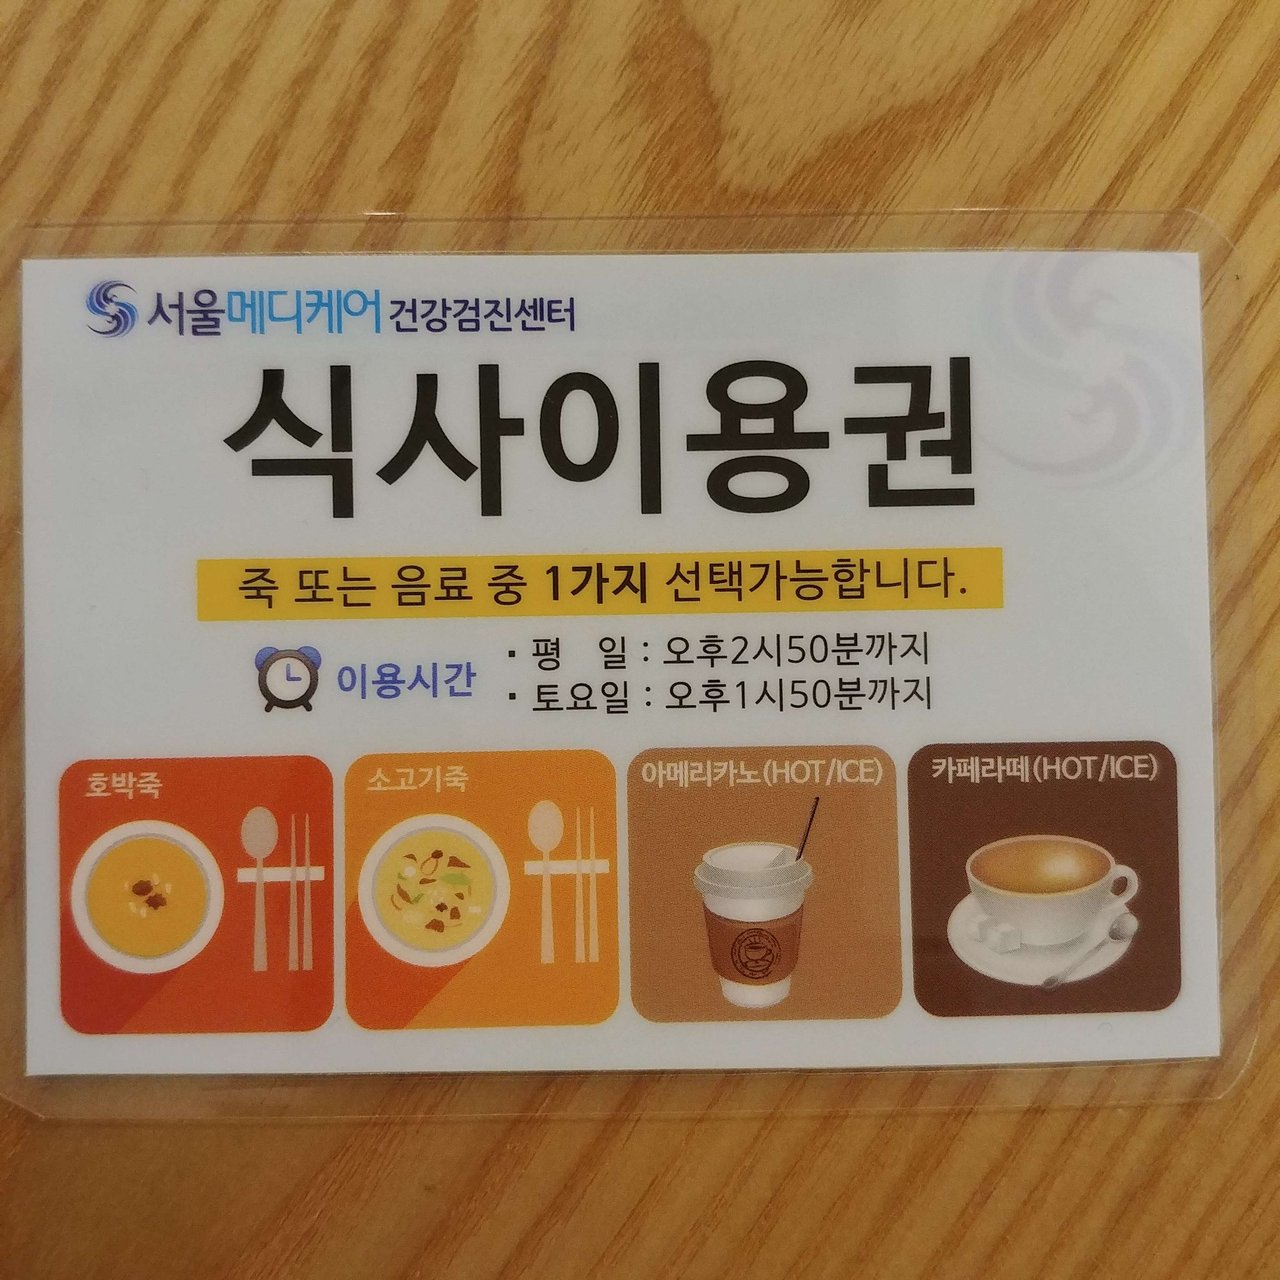 서울메디케어 건강검진센터
식사이용권
죽 또는 음료 중 1가지 선택가능합니다.
이용시간
· 평 일 : 오후2시50분까지
· 토요일 : 오후1시50분까지
호박죽
소고기죽
아메리카노(HOT/ICE)
카페라떼(HOT/ICE)